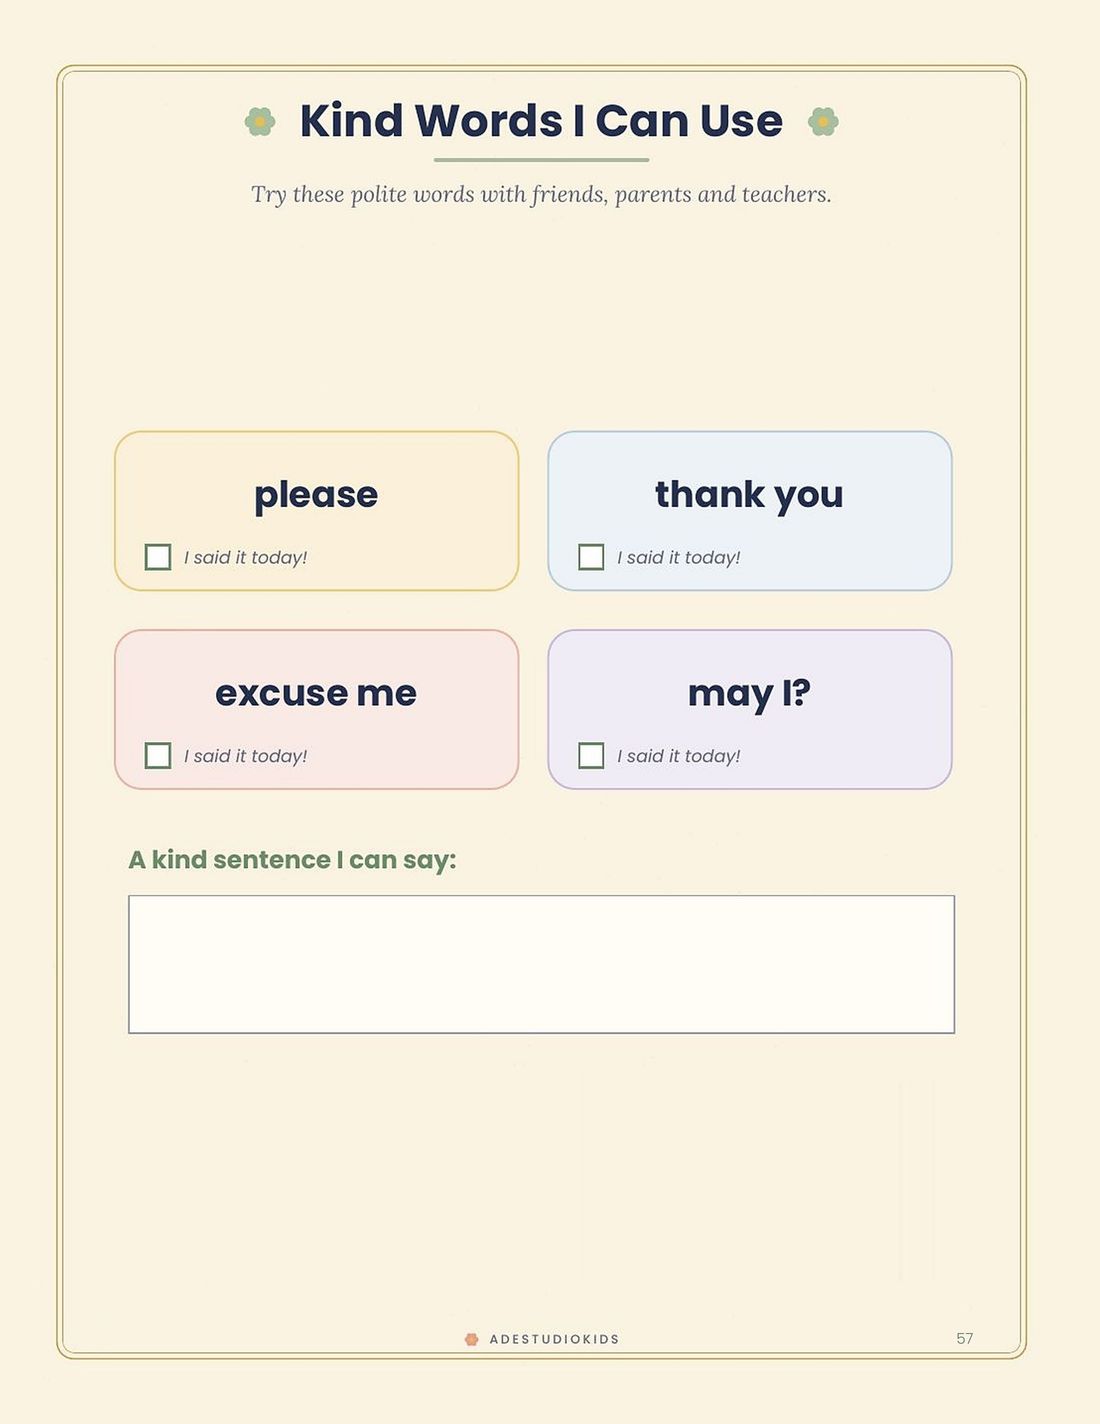 Kind Words I Can Use
Try these polite words with friends, parents and teachers.
please
I said it today!
thank you
I said it today!
excuse me
I said it today!
may I?
I said it today!
A kind sentence I can say:
ADESTUDIOKIDS
57